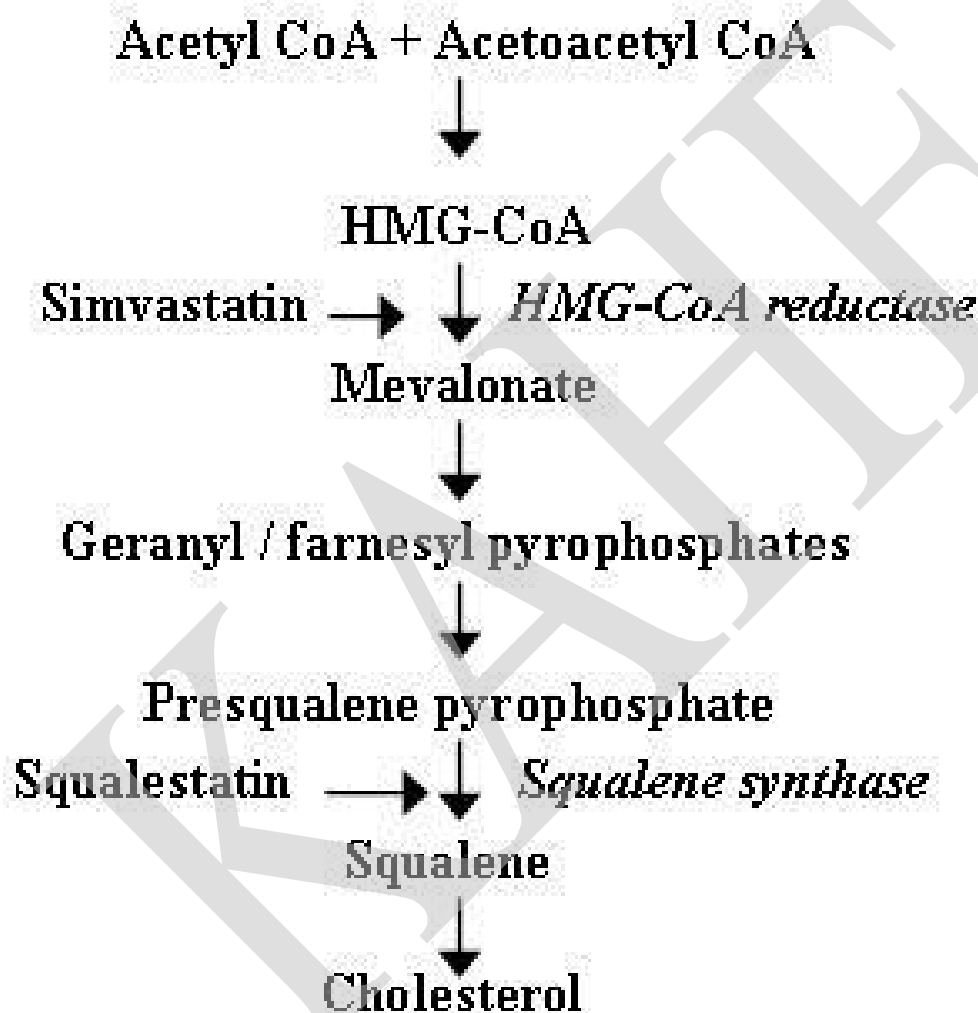 Acetyl CoA + Acetoacetyl CoA
HMG-CoA
Simvastatin HMG-CoA reductase
Mevalonate
Geranyl / farnesyl pyrophosphates
Presqualene pyrophosphate
Squalestatin Squalene synthase
Squalene
Cholesterol
KAHE